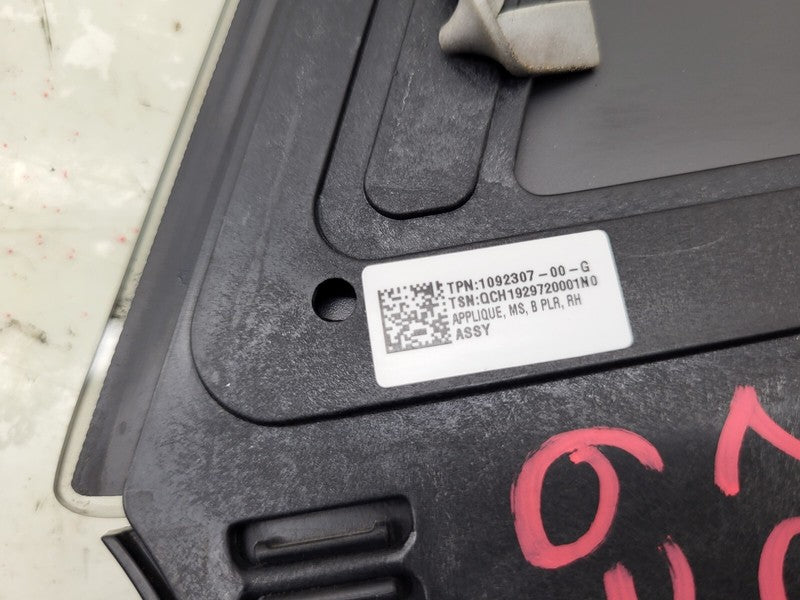 TPN:1092307-00-G
TSN:QCH1929720001N0
APPLIQUE, MS, B PLR, RH
ASSY